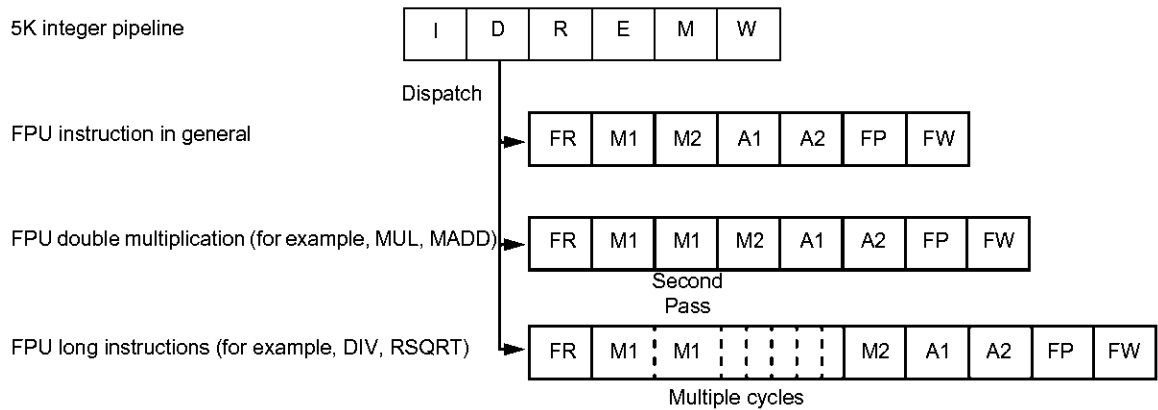 5K integer pipeline I D R E M W
Dispatch
FPU instruction in general FR M1 M2 A1 A2 FP FW
FPU double multiplication (for example, MUL, MADD) FR M1 M1 M2 A1 A2 FP FW
Second
Pass
FPU long instructions (for example, DIV, RSQRT) FR M1 M1 M2 A1 A2 FP FW
Multiple cycles